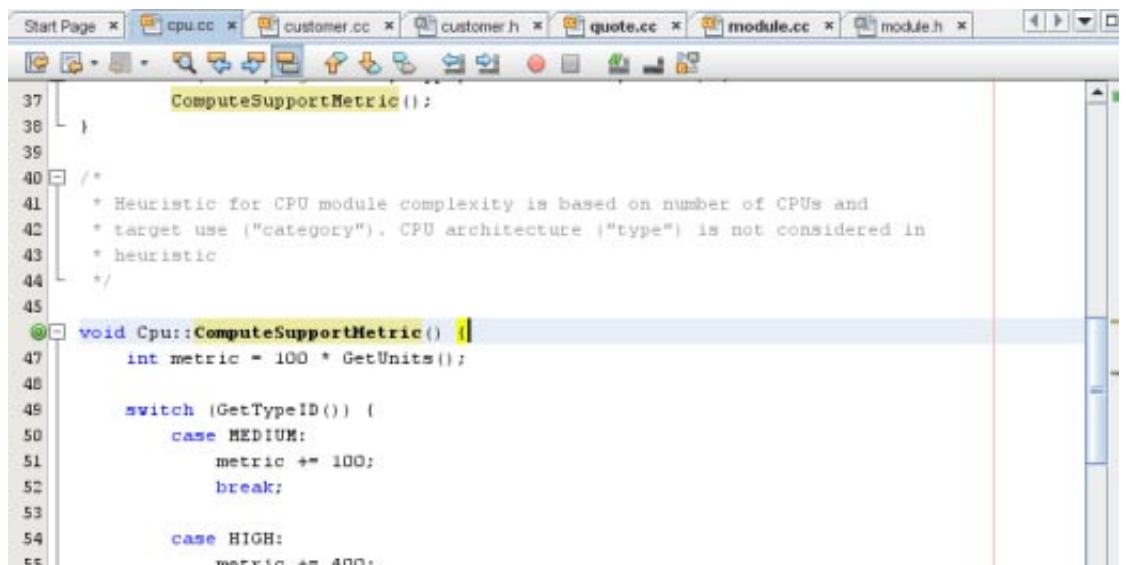 Start Page cpu.cc customer.cc customer.h quote.cc module.cc module.h
37 ComputeSupportMetric();
38 }
39
40 /*
41 * Heuristic for CPU module complexity is based on number of CPUs and
42 * target use ("category"). CPU architecture ("type") is not considered in
43 * heuristic
44 */
45
void Cpu::ComputeSupportMetric() {
47 int metric = 100 * GetUnits();
48
49 switch (GetTypeID()) {
50 case MEDIUM:
51 metric += 100;
52 break;
53
54 case HIGH:
55 metric += 400;